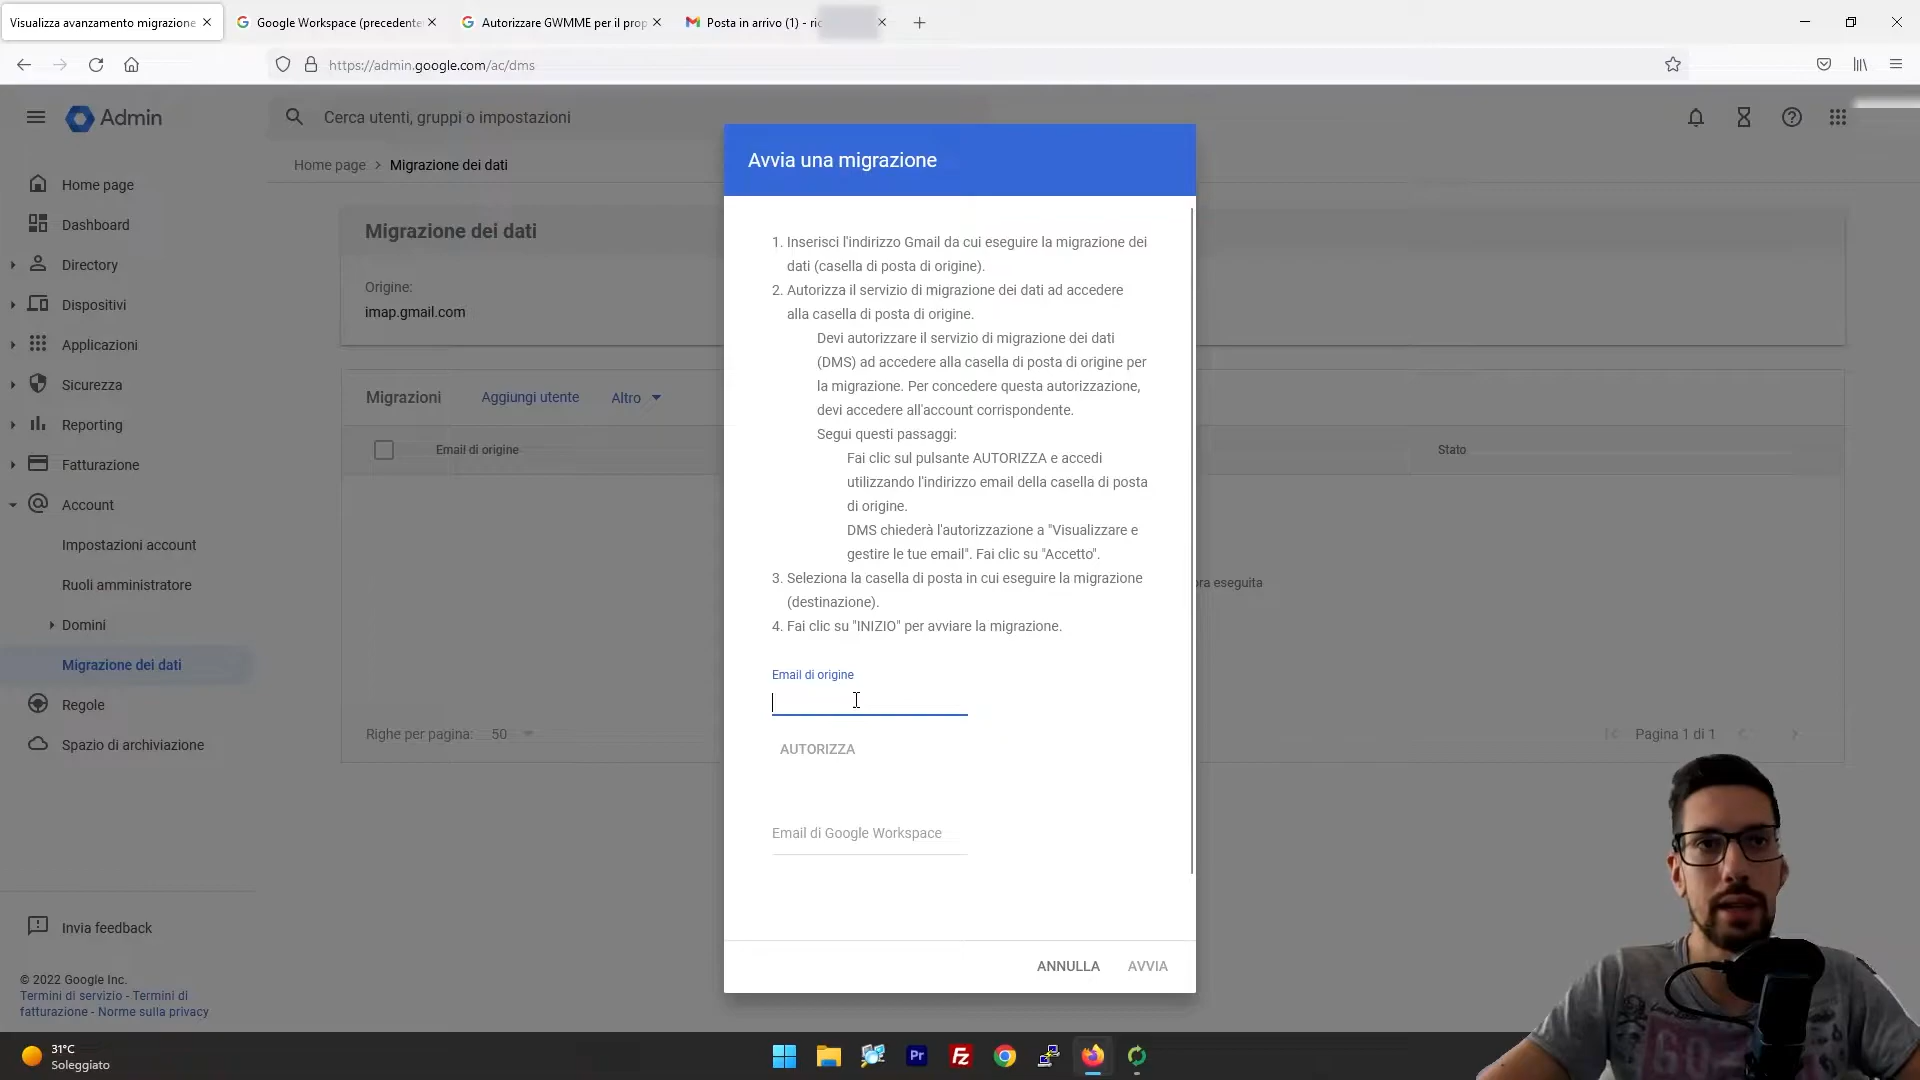 Visualizza avanzamento migrazione
Google Workspace (precedente
Autorizzare GWMME per il prop
Posta in arrivo (1) - ric
https://admin.google.com/ac/dms
Admin
Cerca utenti, gruppi o impostazioni
Home page
Dashboard
Directory
Dispositivi
Applicazioni
Sicurezza
Reporting
Fatturazione
Account
Impostazioni account
Ruoli amministratore
Domini
Migrazione dei dati
Regole
Spazio di archiviazione
Invia feedback
© 2022 Google Inc.
Termini di servizio - Termini di
fatturazione - Norme sulla privacy
Home page > Migrazione dei dati
Migrazione dei dati
Origine:
imap.gmail.com
Migrazioni Aggiungi utente Altro
Email di origine Stato
ora eseguita
Righe per pagina: 50
Pagina 1 di 1
Avvia una migrazione
1. Inserisci l'indirizzo Gmail da cui eseguire la migrazione dei
dati (casella di posta di origine).
2. Autorizza il servizio di migrazione dei dati ad accedere
alla casella di posta di origine.
Devi autorizzare il servizio di migrazione dei dati
(DMS) ad accedere alla casella di posta di origine per
la migrazione. Per concedere questa autorizzazione,
devi accedere all'account corrispondente.
Segui questi passaggi:
Fai clic sul pulsante AUTORIZZA e accedi
utilizzando l'indirizzo email della casella di posta
di origine.
DMS chiederà l'autorizzazione a "Visualizzare e
gestire le tue email". Fai clic su "Accetto".
3. Seleziona la casella di posta in cui eseguire la migrazione
(destinazione).
4. Fai clic su "INIZIO" per avviare la migrazione.
Email di origine
AUTORIZZA
Email di Google Workspace
ANNULLA AVVIA
31°C
Soleggiato
Pr
Fz